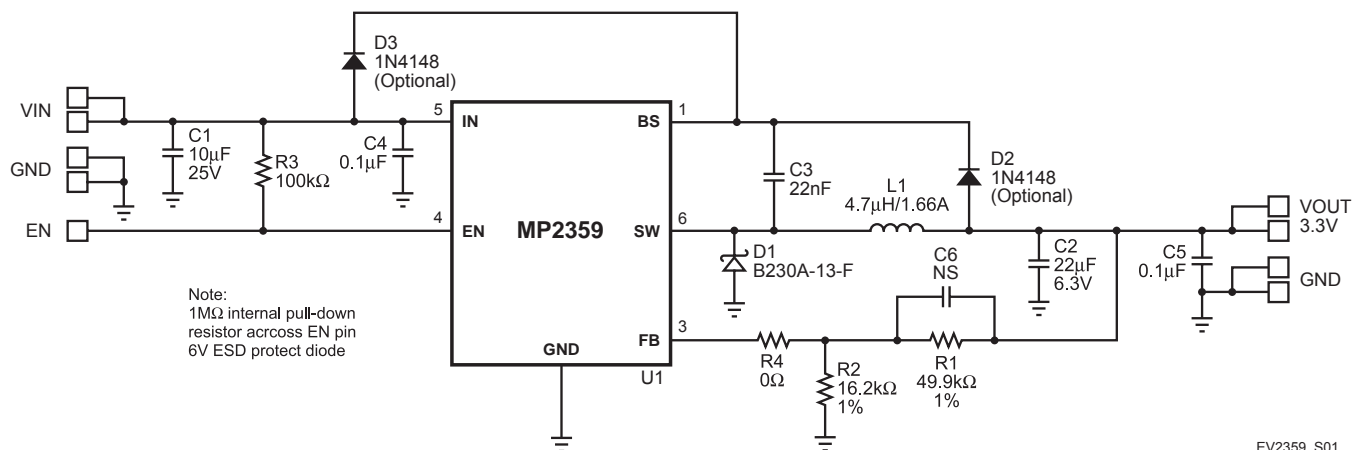 D3
1N4148
(Optional)
VIN
GND
EN
C1
10µF
25V
R3
100kΩ
C4
0.1µF
5
IN
4
EN
MP2359
BS
1
SW
6
FB
3
GND
U1
C3
22nF
D2
1N4148
(Optional)
L1
4.7µH/1.66A
D1
B230A-13-F
C6
NS
C2
22µF
6.3V
C5
0.1µF
VOUT
3.3V
GND
R4
0Ω
R2
16.2kΩ
1%
R1
49.9kΩ
1%
Note:
1MΩ internal pull-down
resistor acrcoss EN pin
6V ESD protect diode
EV2359_S01